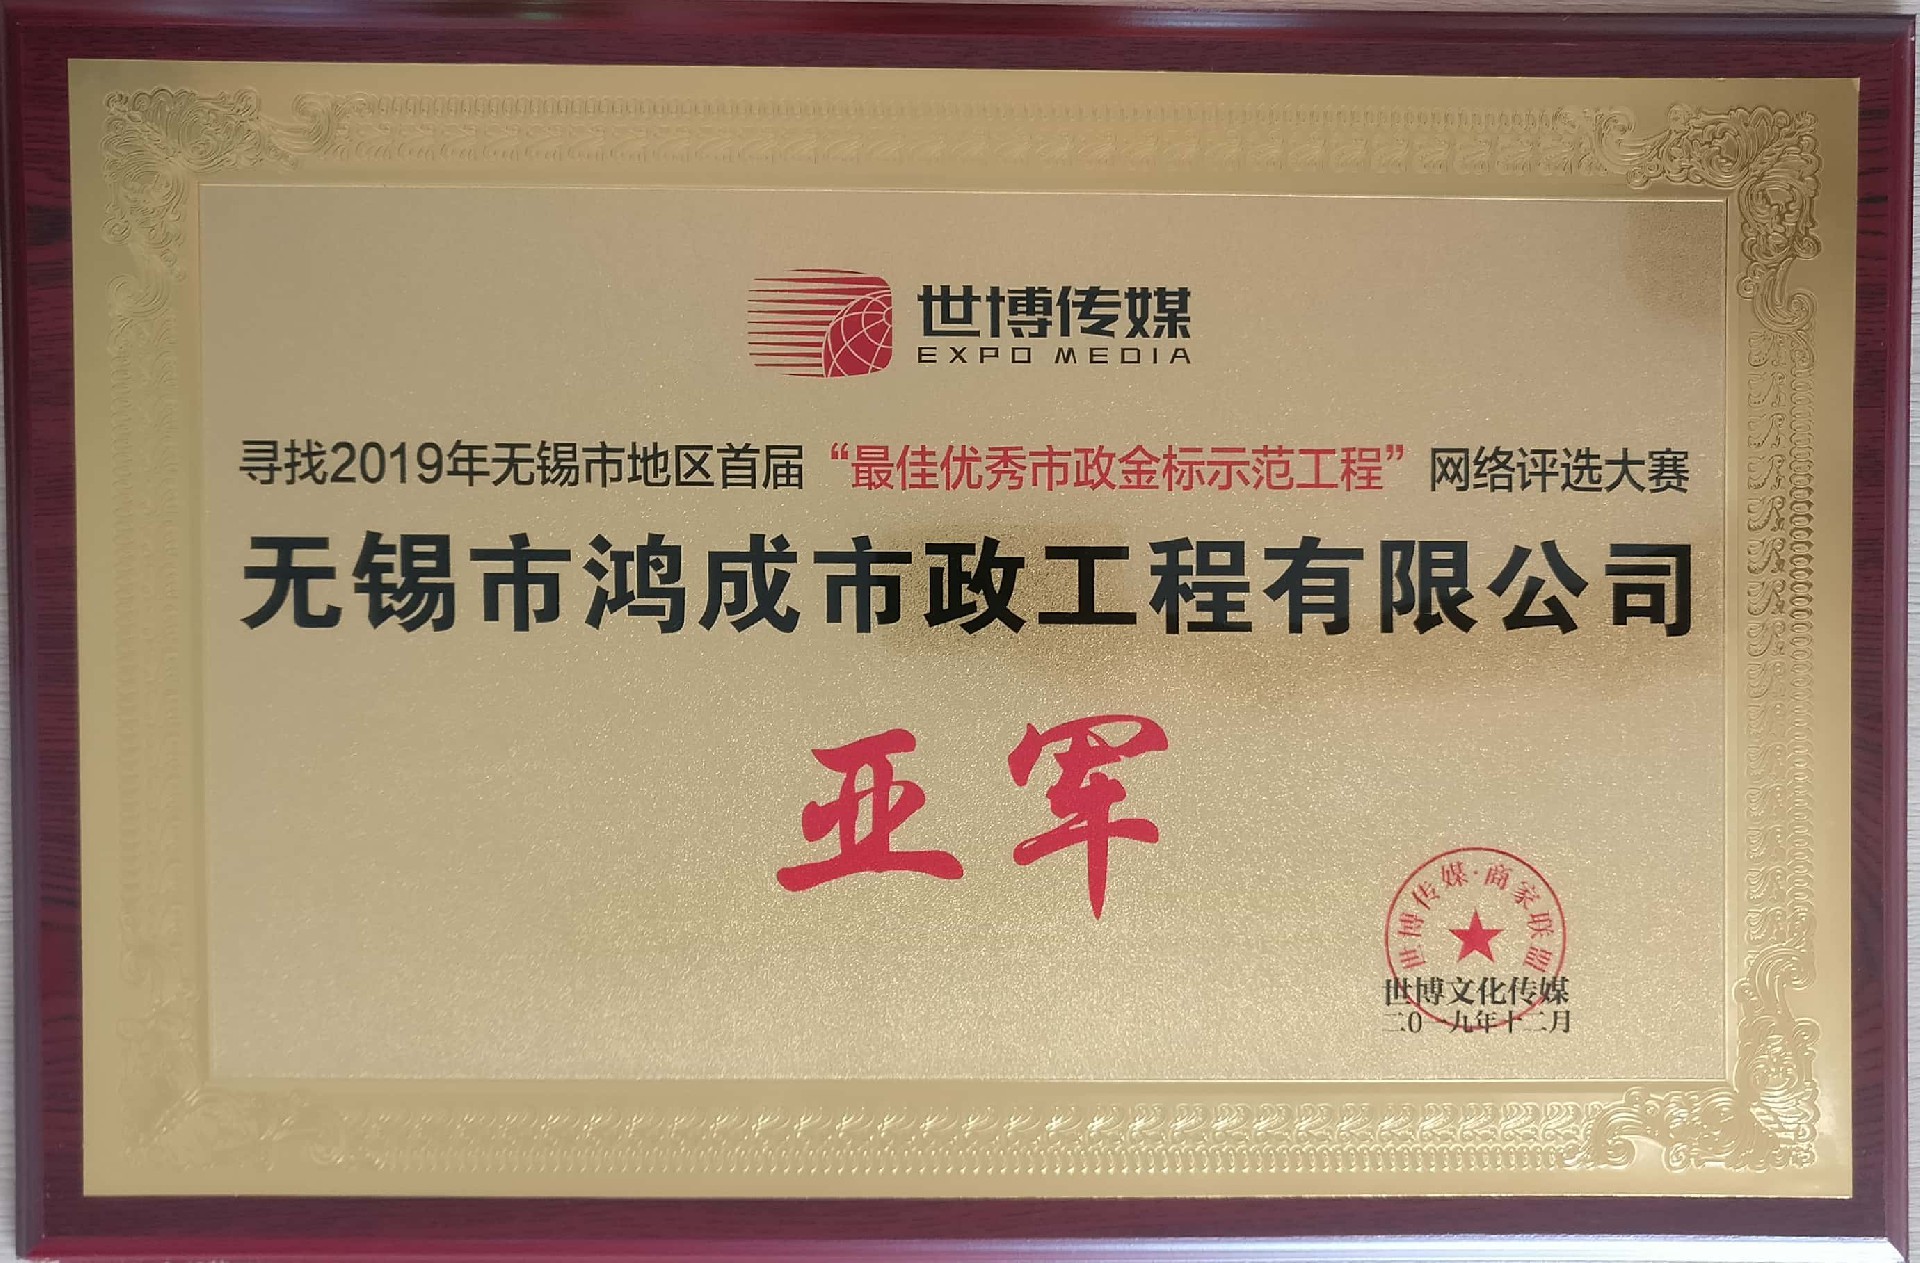 世博传媒
EXPO MEDIA
寻找2019年无锡市地区首届“最佳优秀市政金标示范工程”网络评选大赛
无锡市鸿成市政工程有限公司
亚军
世博传媒·商家联盟
世博文化传媒
二0一九年十二月